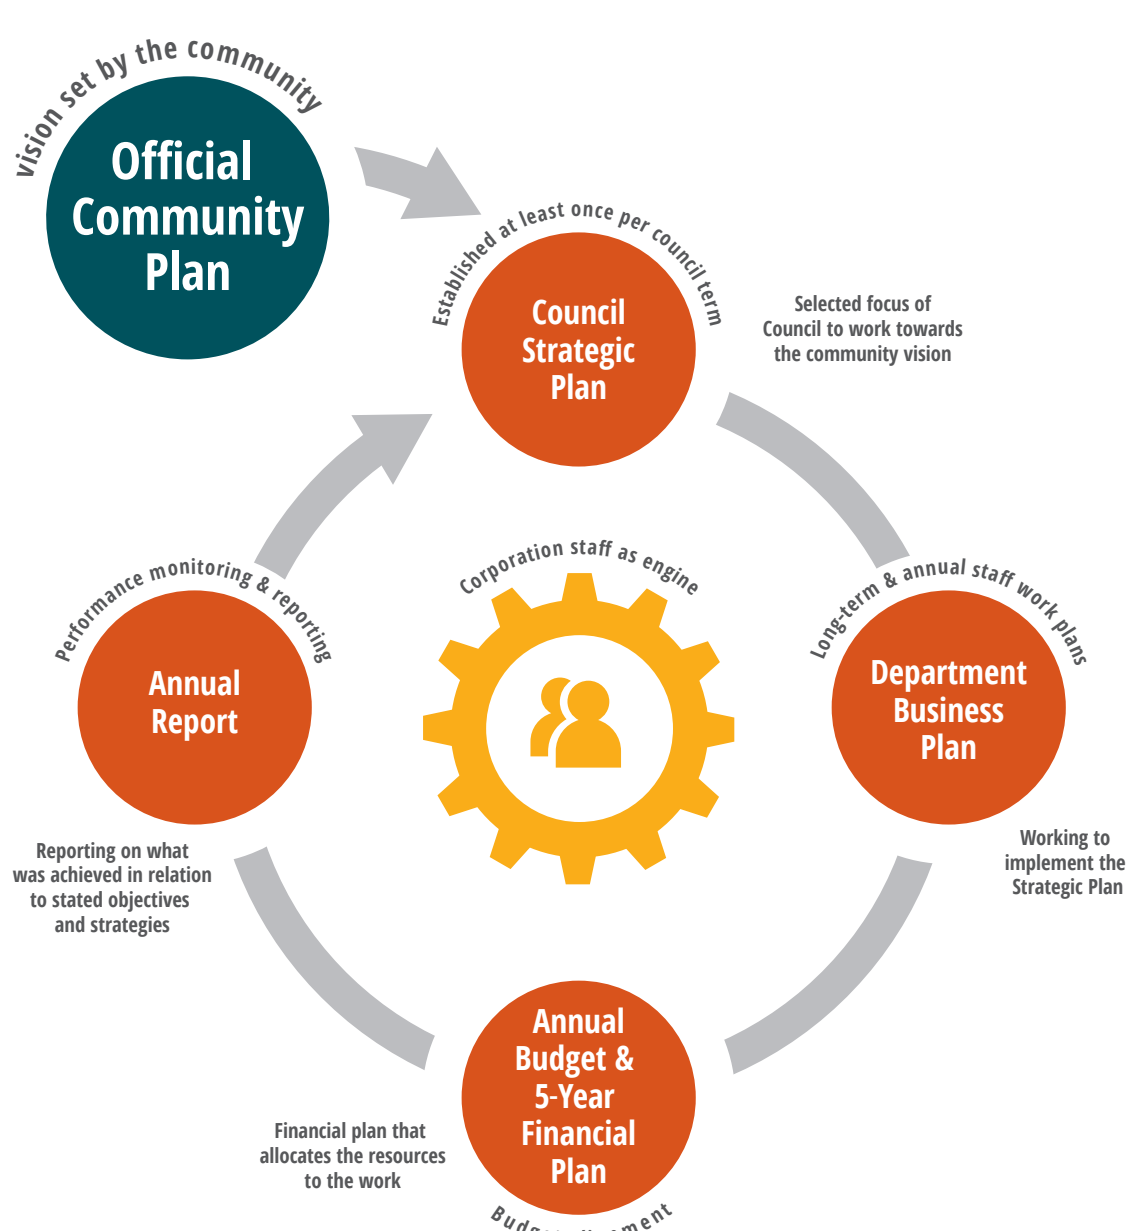 vision set by the community
Official
Community
Plan
Established at least once per council term
Council
Strategic
Plan
Selected focus of
Council to work towards
the community vision
Long-term & annual staff work plans
Department
Business
Plan
Working to
implement the
Strategic Plan
Corporation staff as engine
Performance monitoring & reporting
Annual
Report
Reporting on what
was achieved in relation
to stated objectives
and strategies
Annual
Budget &
5-Year
Financial
Plan
Financial plan that
allocates the resources
to the work